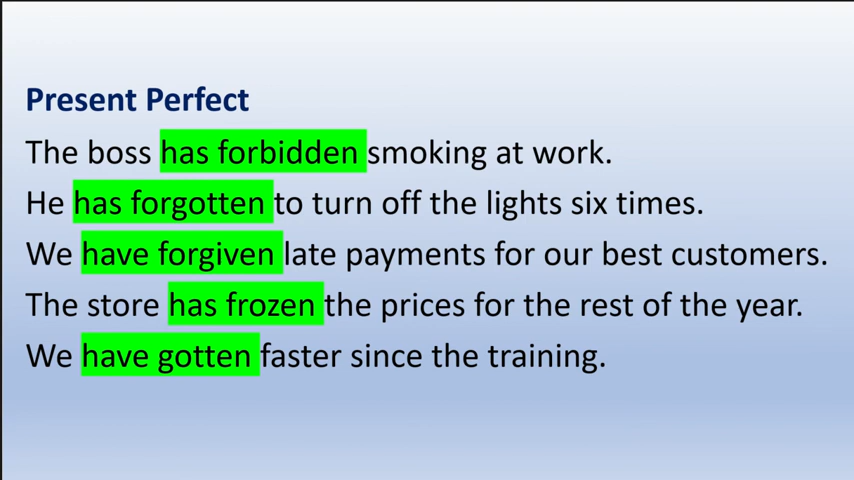 Present Perfect
The boss has forbidden smoking at work.
He has forgotten to turn off the lights six times.
We have forgiven late payments for our best customers.
The store has frozen the prices for the rest of the year.
We have gotten faster since the training.